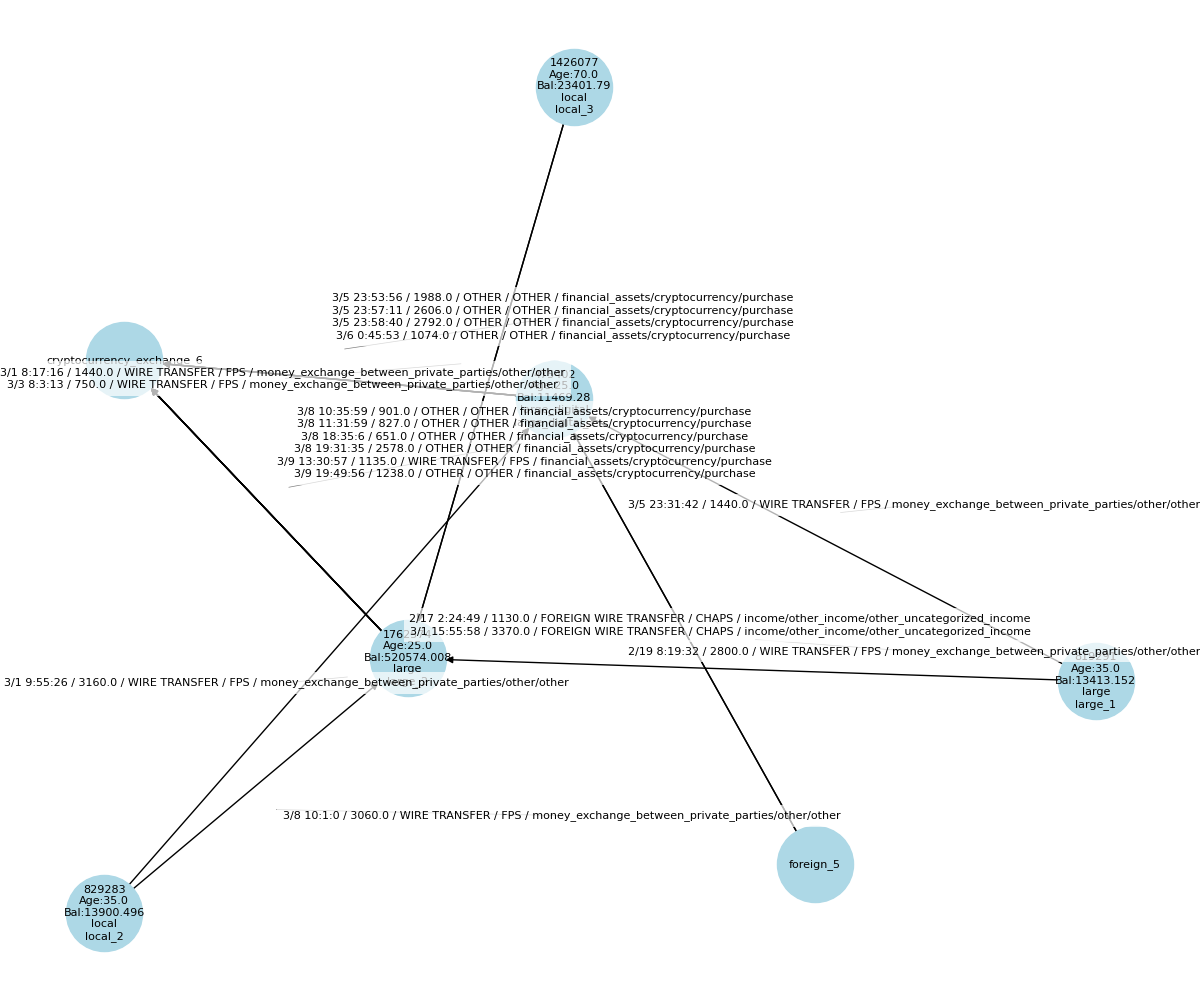 1426077
Age:70.0
Bal:23401.79
local
local_3
3/5 23:53:56 / 1988.0 / OTHER / OTHER / financial_assets/cryptocurrency/purchase
3/5 23:57:11 / 2606.0 / OTHER / OTHER / financial_assets/cryptocurrency/purchase
3/5 23:58:40 / 2792.0 / OTHER / OTHER / financial_assets/cryptocurrency/purchase
3/6 0:45:53 / 1074.0 / OTHER / OTHER / financial_assets/cryptocurrency/purchase
cryptocurrency_exchange_6
3/1 8:17:16 / 1440.0 / WIRE TRANSFER / FPS / money_exchange_between_private_parties/other/other
3/3 8:3:13 / 750.0 / WIRE TRANSFER / FPS / money_exchange_between_private_parties/other/other
Bal:11469.28
3/8 10:35:59 / 901.0 / OTHER / OTHER / financial_assets/cryptocurrency/purchase
3/8 11:31:59 / 827.0 / OTHER / OTHER / financial_assets/cryptocurrency/purchase
3/8 18:35:6 / 651.0 / OTHER / OTHER / financial_assets/cryptocurrency/purchase
3/8 19:31:35 / 2578.0 / OTHER / OTHER / financial_assets/cryptocurrency/purchase
3/9 13:30:57 / 1135.0 / WIRE TRANSFER / FPS / financial_assets/cryptocurrency/purchase
3/9 19:49:56 / 1238.0 / OTHER / OTHER / financial_assets/cryptocurrency/purchase
3/5 23:31:42 / 1440.0 / WIRE TRANSFER / FPS / money_exchange_between_private_parties/other/other
2/17 2:24:49 / 1130.0 / FOREIGN WIRE TRANSFER / CHAPS / income/other_income/other_uncategorized_income
3/1 15:55:58 / 3370.0 / FOREIGN WIRE TRANSFER / CHAPS / income/other_income/other_uncategorized_income
Age:25.0
Bal:520574.008
large
2/19 8:19:32 / 2800.0 / WIRE TRANSFER / FPS / money_exchange_between_private_parties/other/other
Age:35.0
Bal:13413.152
large
large_1
3/1 9:55:26 / 3160.0 / WIRE TRANSFER / FPS / money_exchange_between_private_parties/other/other
3/8 10:1:0 / 3060.0 / WIRE TRANSFER / FPS / money_exchange_between_private_parties/other/other
foreign_5
829283
Age:35.0
Bal:13900.496
local
local_2